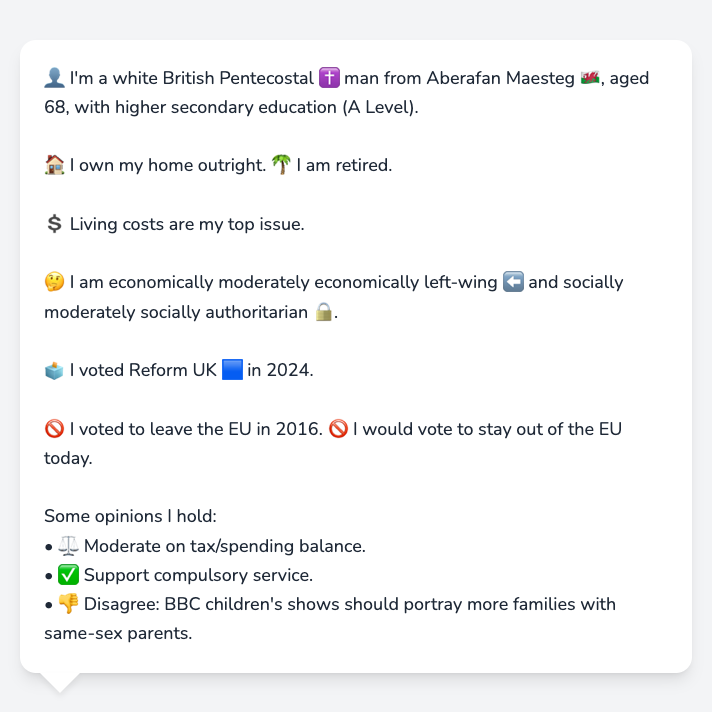 👤 I'm a white British Pentecostal ✝️ man from Aberafan Maesteg 🏴󠁧󠁢󠁷󠁬󠁳󠁿, aged
68, with higher secondary education (A Level).
🏠 I own my home outright. 🌴 I am retired.
💲 Living costs are my top issue.
🤔 I am economically moderately economically left-wing ⬅️ and socially
moderately socially authoritarian 🔒.
🗳️ I voted Reform UK 🟦 in 2024.
🚫 I voted to leave the EU in 2016. 🚫 I would vote to stay out of the EU
today.
Some opinions I hold:
• ⚖️ Moderate on tax/spending balance.
• ✅ Support compulsory service.
• 👎 Disagree: BBC children's shows should portray more families with
same-sex parents.